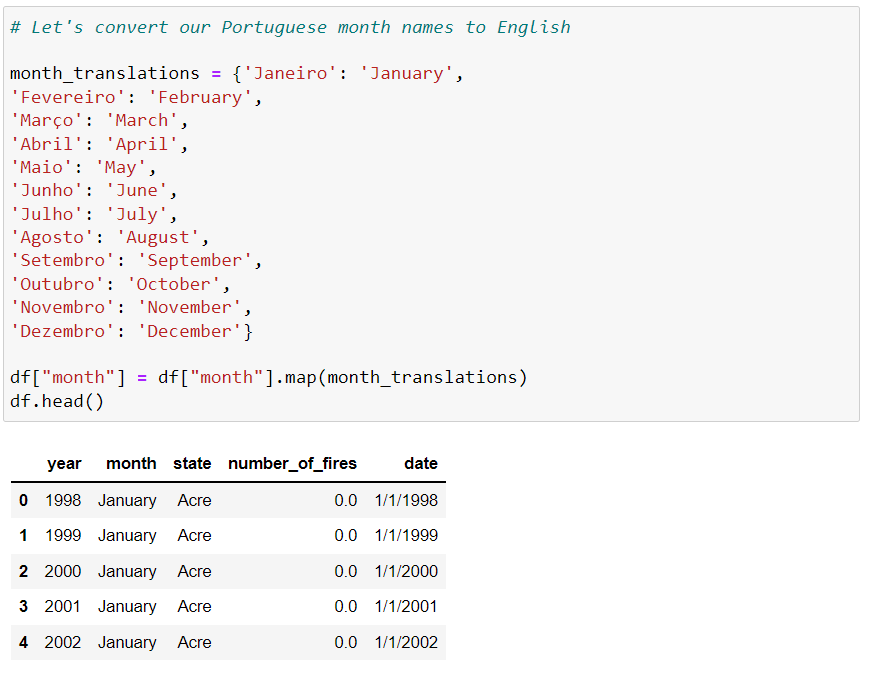 # Let's convert our Portuguese month names to English
month_translations = {'Janeiro': 'January',
'Fevereiro': 'February',
'Março': 'March',
'Abril': 'April',
'Maio': 'May',
'Junho': 'June',
'Julho': 'July',
'Agosto': 'August',
'Setembro': 'September',
'Outubro': 'October',
'Novembro': 'November',
'Dezembro': 'December'}
df["month"] = df["month"].map(month_translations)
df.head()
year month state number_of_fires date
0 1998 January Acre 0.0 1/1/1998
1 1999 January Acre 0.0 1/1/1999
2 2000 January Acre 0.0 1/1/2000
3 2001 January Acre 0.0 1/1/2001
4 2002 January Acre 0.0 1/1/2002